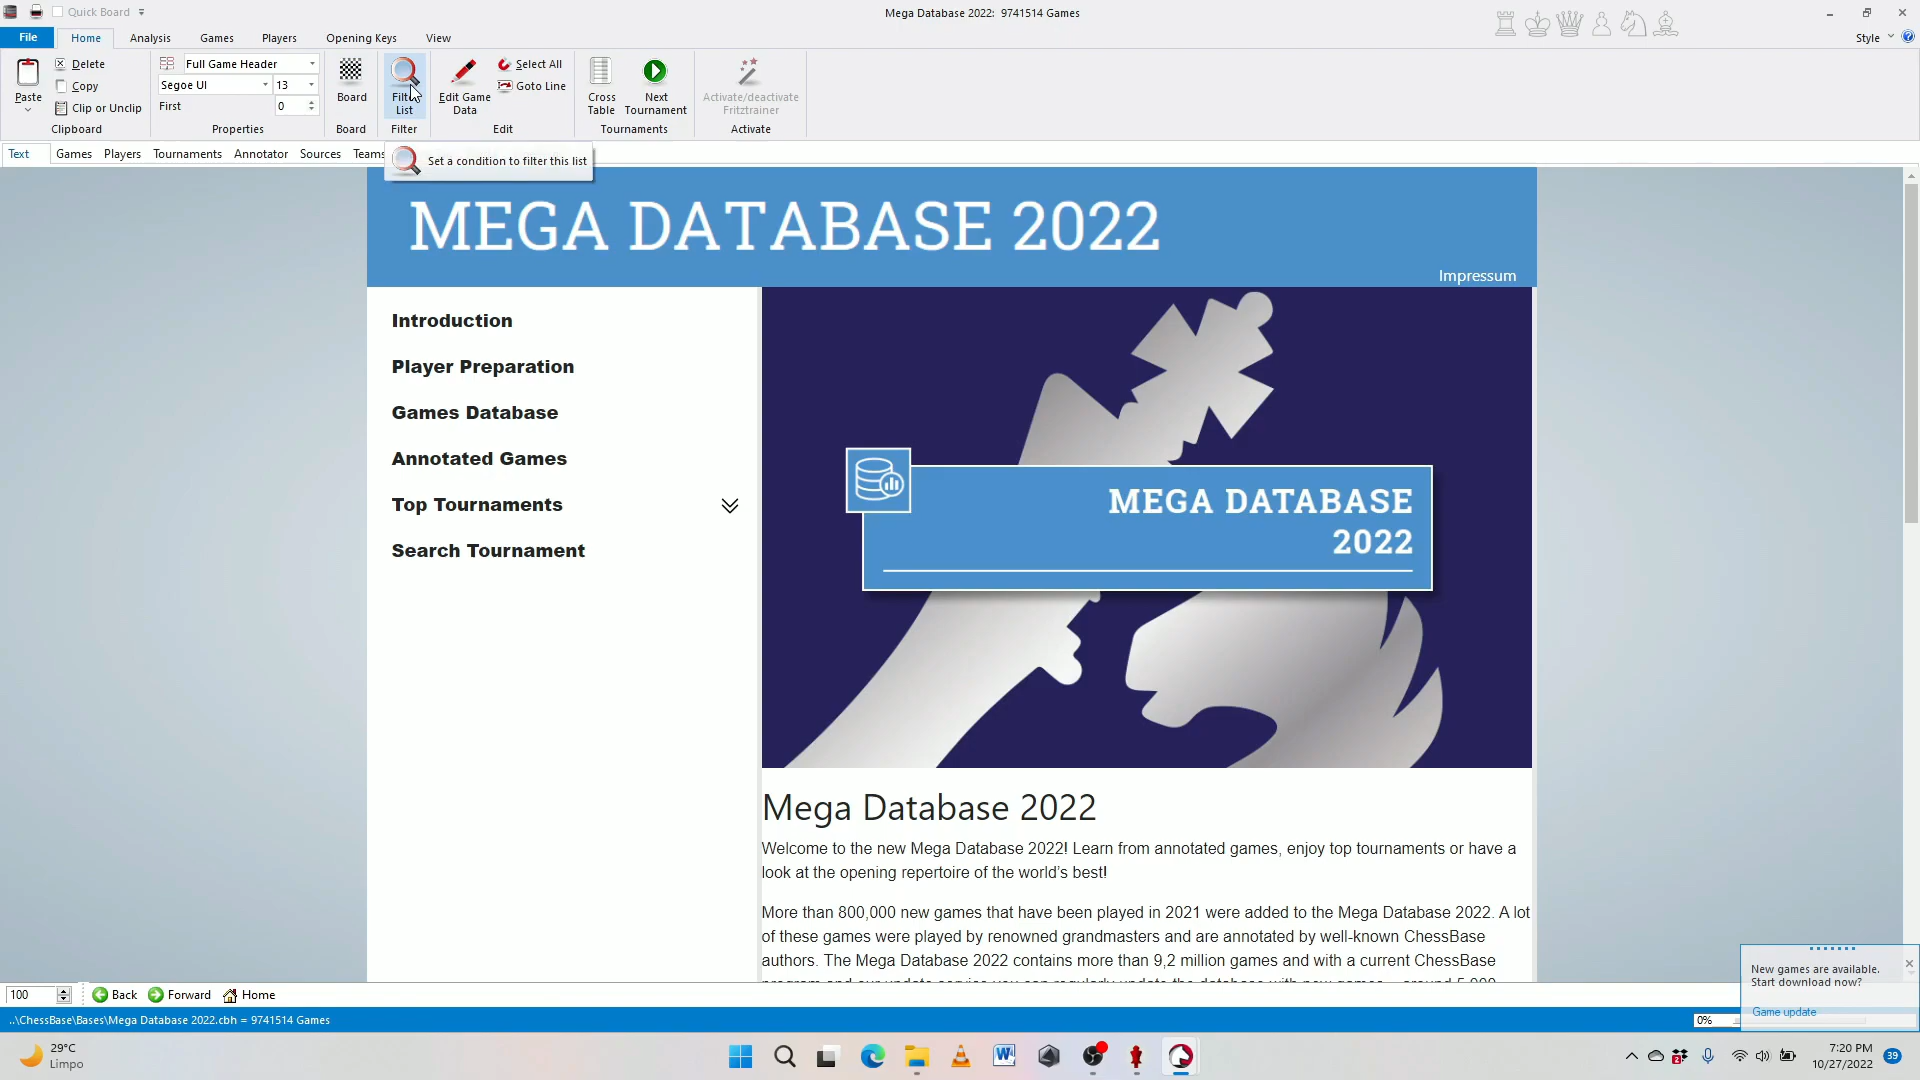 Quick Board
Mega Database 2022: 9741514 Games
File Home Analysis Games Players Opening Keys View
Style
Paste
Delete
Copy
Clip or Unclip
Clipboard
Full Game Header
Segoe UI 13
First 0
Properties
Board
Board
Filter
List
Filter
Edit Game
Data
Select All
Goto Line
Edit
Cross
Table
Next
Tournament
Tournaments
Activate/deactivate
Fritztrainer
Activate
Text Games Players Tournaments Annotator Sources Teams
Set a condition to filter this list
MEGA DATABASE 2022
Impressum
Introduction
Player Preparation
Games Database
Annotated Games
Top Tournaments
Search Tournament
MEGA DATABASE
2022
Mega Database 2022
Welcome to the new Mega Database 2022! Learn from annotated games, enjoy top tournaments or have a
look at the opening repertoire of the world's best!
More than 800,000 new games that have been played in 2021 were added to the Mega Database 2022. A lot
of these games were played by renowned grandmasters and are annotated by well-known ChessBase
authors. The Mega Database 2022 contains more than 9,2 million games and with a current ChessBase
New games are available.
Start download now?
Game update
100 Back Forward Home
..\ChessBase\Bases\Mega Database 2022.cbh = 9741514 Games
0%
29°C
Limpo
2
7:20 PM
10/27/2022
39